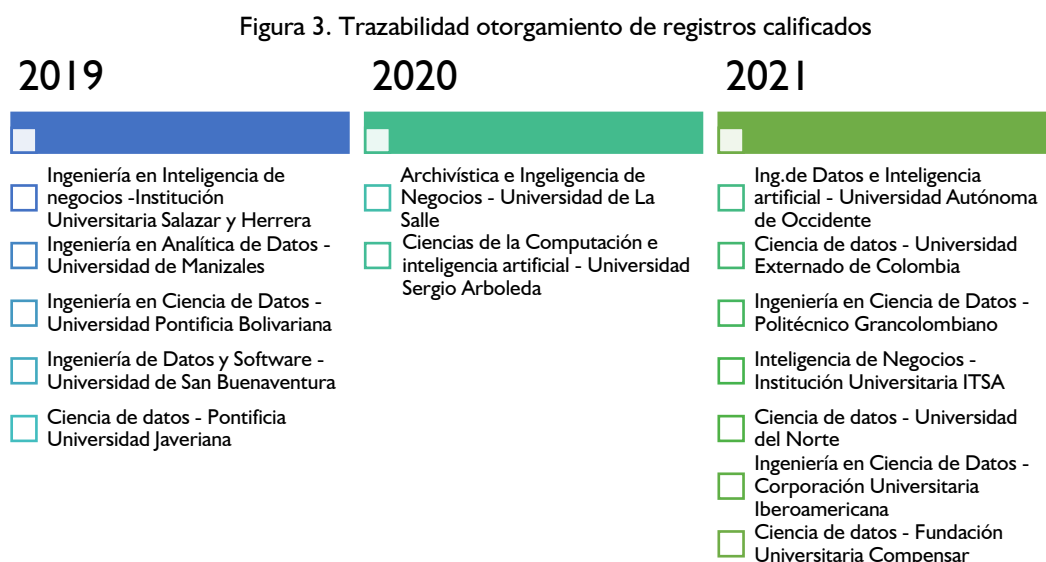 Figura 3. Trazabilidad otorgamiento de registros calificados
2019
Ingeniería en Inteligencia de
negocios -Institución
Universitaria Salazar y Herrera
Ingeniería en Analítica de Datos -
Universidad de Manizales
Ingeniería en Ciencia de Datos -
Universidad Pontificia Bolivariana
Ingeniería de Datos y Software -
Universidad de San Buenaventura
Ciencia de datos - Pontificia
Universidad Javeriana
2020
Archivística e Ingeligencia de
Negocios - Universidad de La
Salle
Ciencias de la Computación e
inteligencia artificial - Universidad
Sergio Arboleda
2021
Ing.de Datos e Inteligencia
artificial - Universidad Autónoma
de Occidente
Ciencia de datos - Universidad
Externado de Colombia
Ingeniería en Ciencia de Datos -
Politécnico Grancolombiano
Inteligencia de Negocios -
Institución Universitaria ITSA
Ciencia de datos - Universidad
del Norte
Ingeniería en Ciencia de Datos -
Corporación Universitaria
Iberoamericana
Ciencia de datos - Fundación
Universitaria Compensar